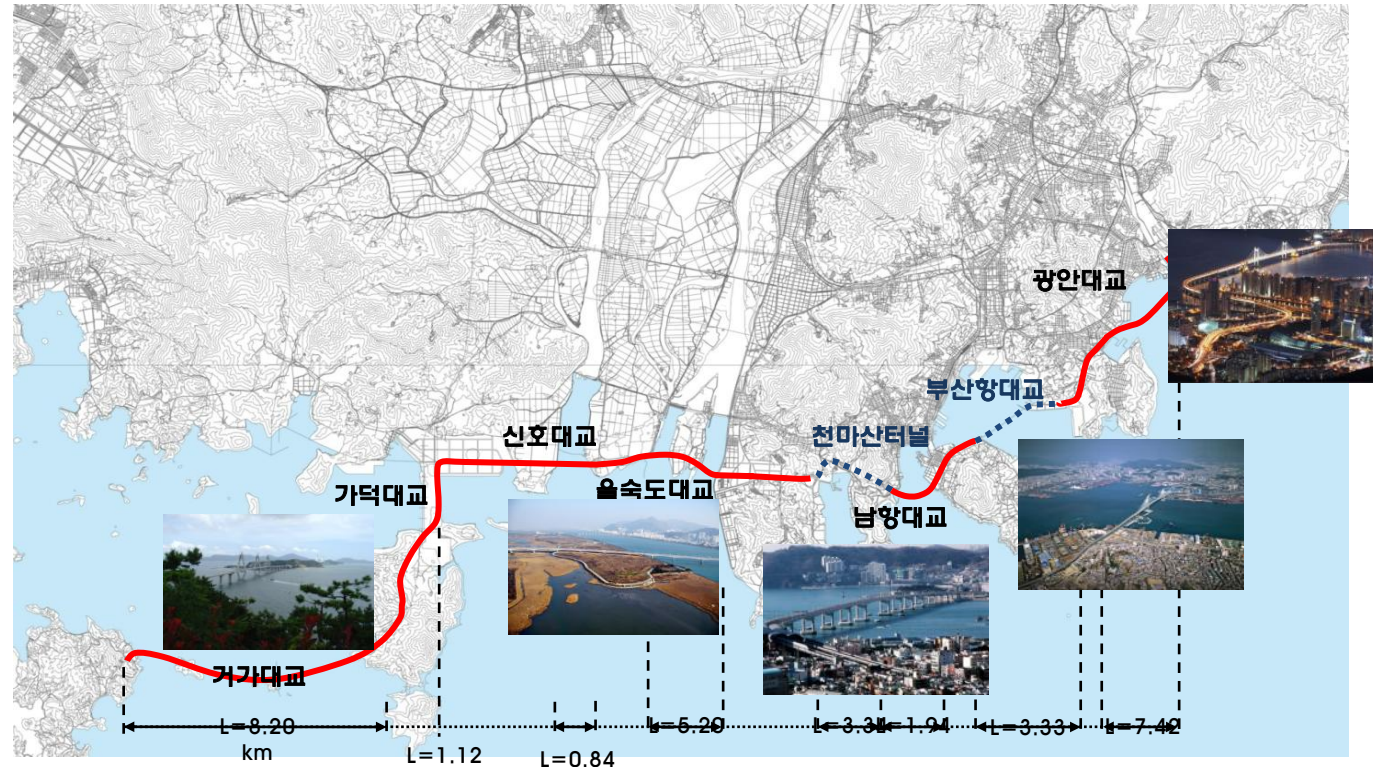 광안대교
부산항대교
천마산터널
신호대교
을숙도대교
가덕대교
남항대교
거가대교
L=8.20
km
L=1.12
L=0.84
L=5.20
L=1.94
L=3.33
L=7.42